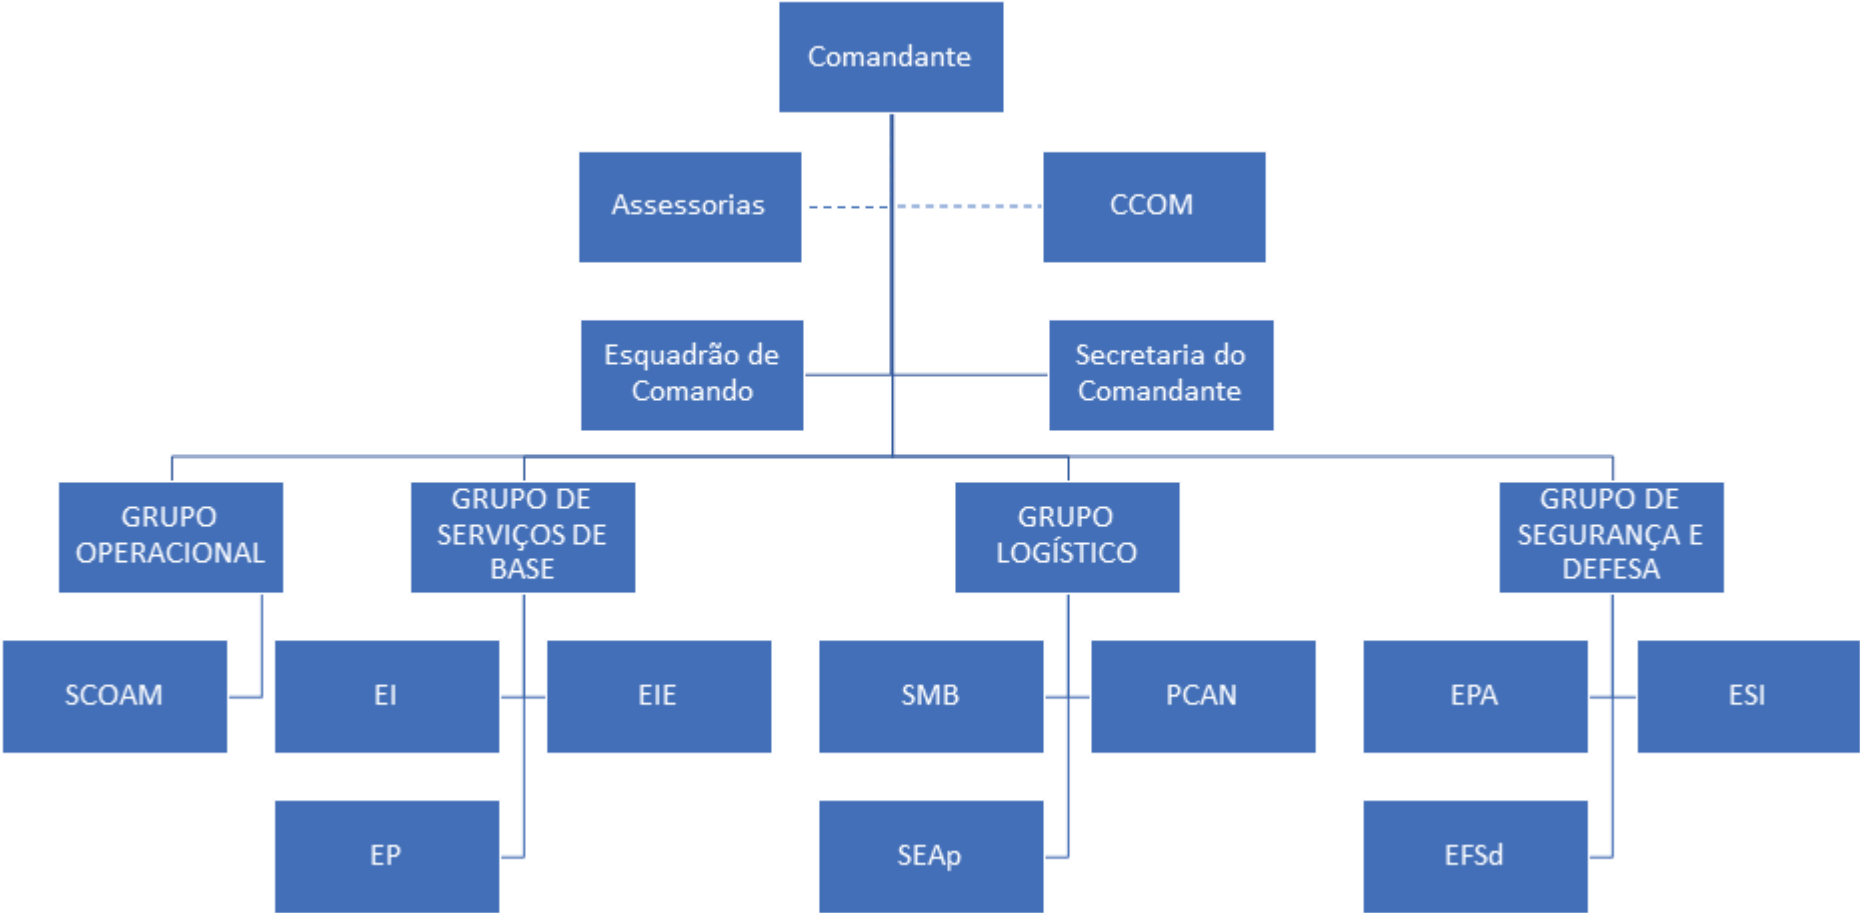 Comandante
Assessorias
CCOM
Esquadrão de
Comando
Secretaria do
Comandante
GRUPO
OPERACIONAL
GRUPO DE
SERVIÇOS DE
BASE
GRUPO
LOGÍSTICO
GRUPO DE
SEGURANÇA E
DEFESA
SCOAM
EI
EIE
SMB
PCAN
EPA
ESI
EP
SEAp
EFSd